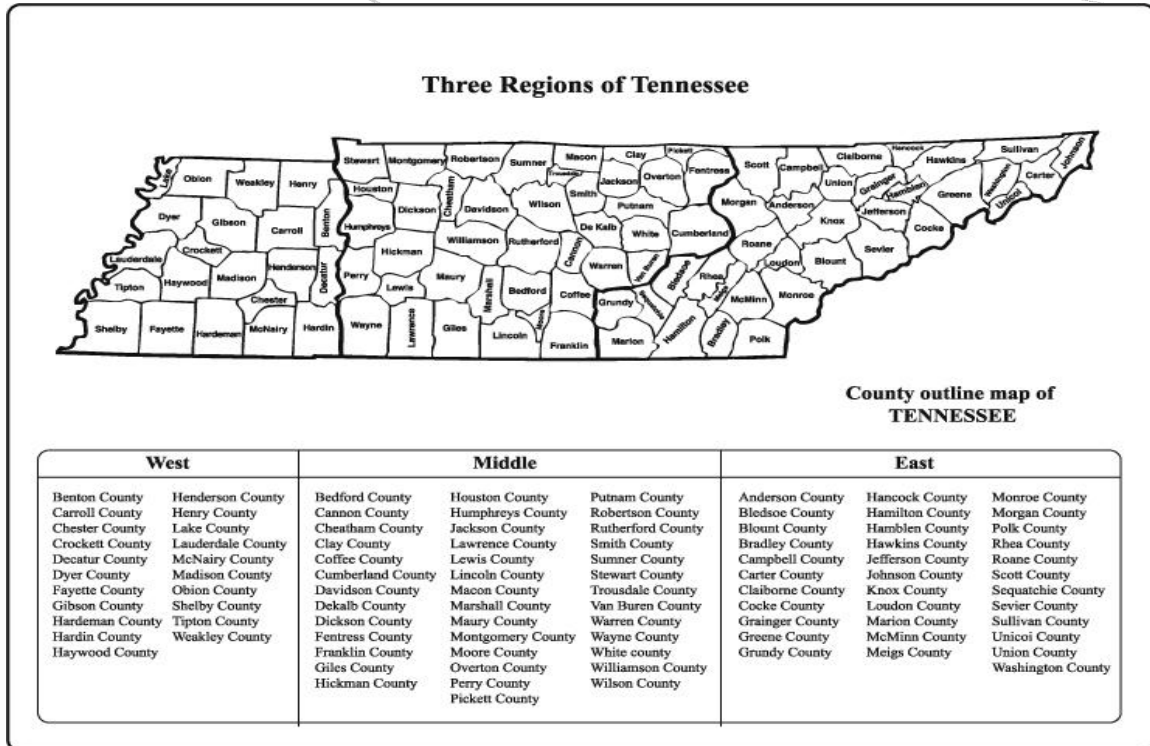 Three Regions of Tennessee
Lake
Obion
Weakley
Henry
Stewart
Montgomery
Robertson
Sumner
Macon
Trousdale
Clay
Pickett
Fentress
Scott
Campbell
Claiborne
Hancock
Hawkins
Sullivan
Johnson
Dyer
Gibson
Carroll
Benton
Houston
Humphreys
Dickson
Cheatham
Davidson
Wilson
Smith
Jackson
Overton
Putnam
De Kalb
White
Cumberland
Morgan
Anderson
Union
Grainger
Hamblen
Greene
Washington
Carter
Unicoi
Knox
Jefferson
Cocke
Lauderdale
Crockett
Haywood
Madison
Henderson
Decatur
Perry
Hickman
Williamson
Rutherford
Cannon
Warren
Van Buren
Bledsoe
Rhea
Roane
Loudon
Blount
Sevier
Tipton
Chester
Lewis
Maury
Marshall
Bedford
Coffee
Grundy
Sequatchie
Meigs
McMinn
Monroe
Shelby
Fayette
Hardeman
McNairy
Hardin
Wayne
Lawrence
Giles
Lincoln
Moore
Franklin
Marion
Hamilton
Bradley
Polk
County outline map of
TENNESSEE
West
Benton County
Carroll County
Chester County
Crockett County
Decatur County
Dyer County
Fayette County
Gibson County
Hardeman County
Hardin County
Haywood County
Henderson County
Henry County
Lake County
Lauderdale County
McNairy County
Madison County
Obion County
Shelby County
Tipton County
Weakley County
Middle
Bedford County
Cannon County
Cheatham County
Clay County
Coffee County
Cumberland County
Davidson County
Dekalb County
Dickson County
Fentress County
Franklin County
Giles County
Hickman County
Houston County
Humphreys County
Jackson County
Lawrence County
Lewis County
Lincoln County
Macon County
Marshall County
Maury County
Montgomery County
Moore County
Overton County
Perry County
Pickett County
Putnam County
Robertson County
Rutherford County
Smith County
Sumner County
Stewart County
Trousdale County
Van Buren County
Warren County
Wayne County
White county
Williamson County
Wilson County
East
Anderson County
Bledsoe County
Blount County
Bradley County
Campbell County
Carter County
Claiborne County
Cocke County
Grainger County
Greene County
Grundy County
Hancock County
Hamilton County
Hamblen County
Hawkins County
Jefferson County
Johnson County
Knox County
Loudon County
Marion County
McMinn County
Meigs County
Monroe County
Morgan County
Polk County
Rhea County
Roane County
Scott County
Sequatchie County
Sevier County
Sullivan County
Unicoi County
Union County
Washington County